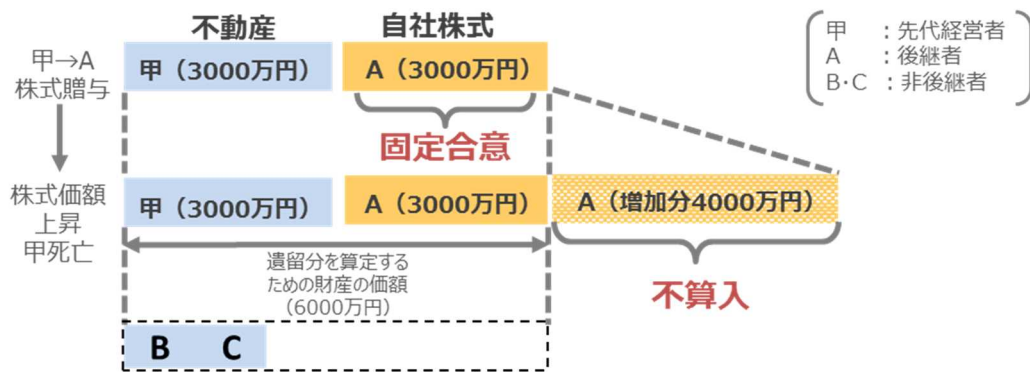 不動産
自社株式
甲 ：先代経営者
A ：後継者
B・C ：非後継者
甲→A
株式贈与
甲（3000万円）
A（3000万円）
固定合意
株式価額
上昇
甲死亡
甲（3000万円）
A（3000万円）
A（増加分4000万円）
遺留分を算定する
ための財産の価額
（6000万円）
不算入
B C